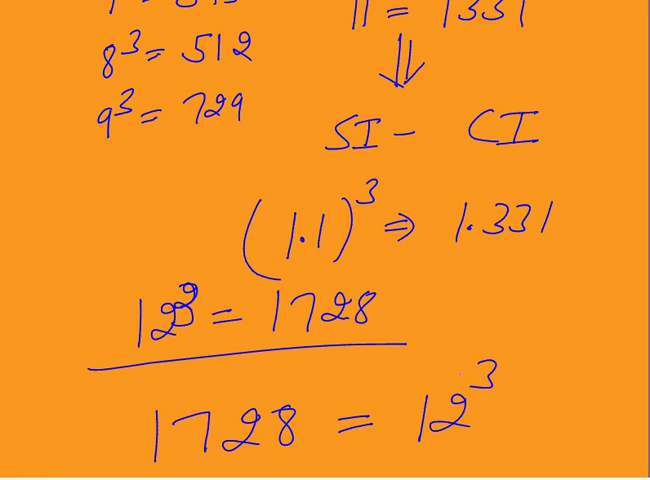 11 = 1331
8³ = 512
⇓
9³ = 729
SI - CI
(1.1)³ ⇒ 1.331
12³ = 1728
1728 = 12³